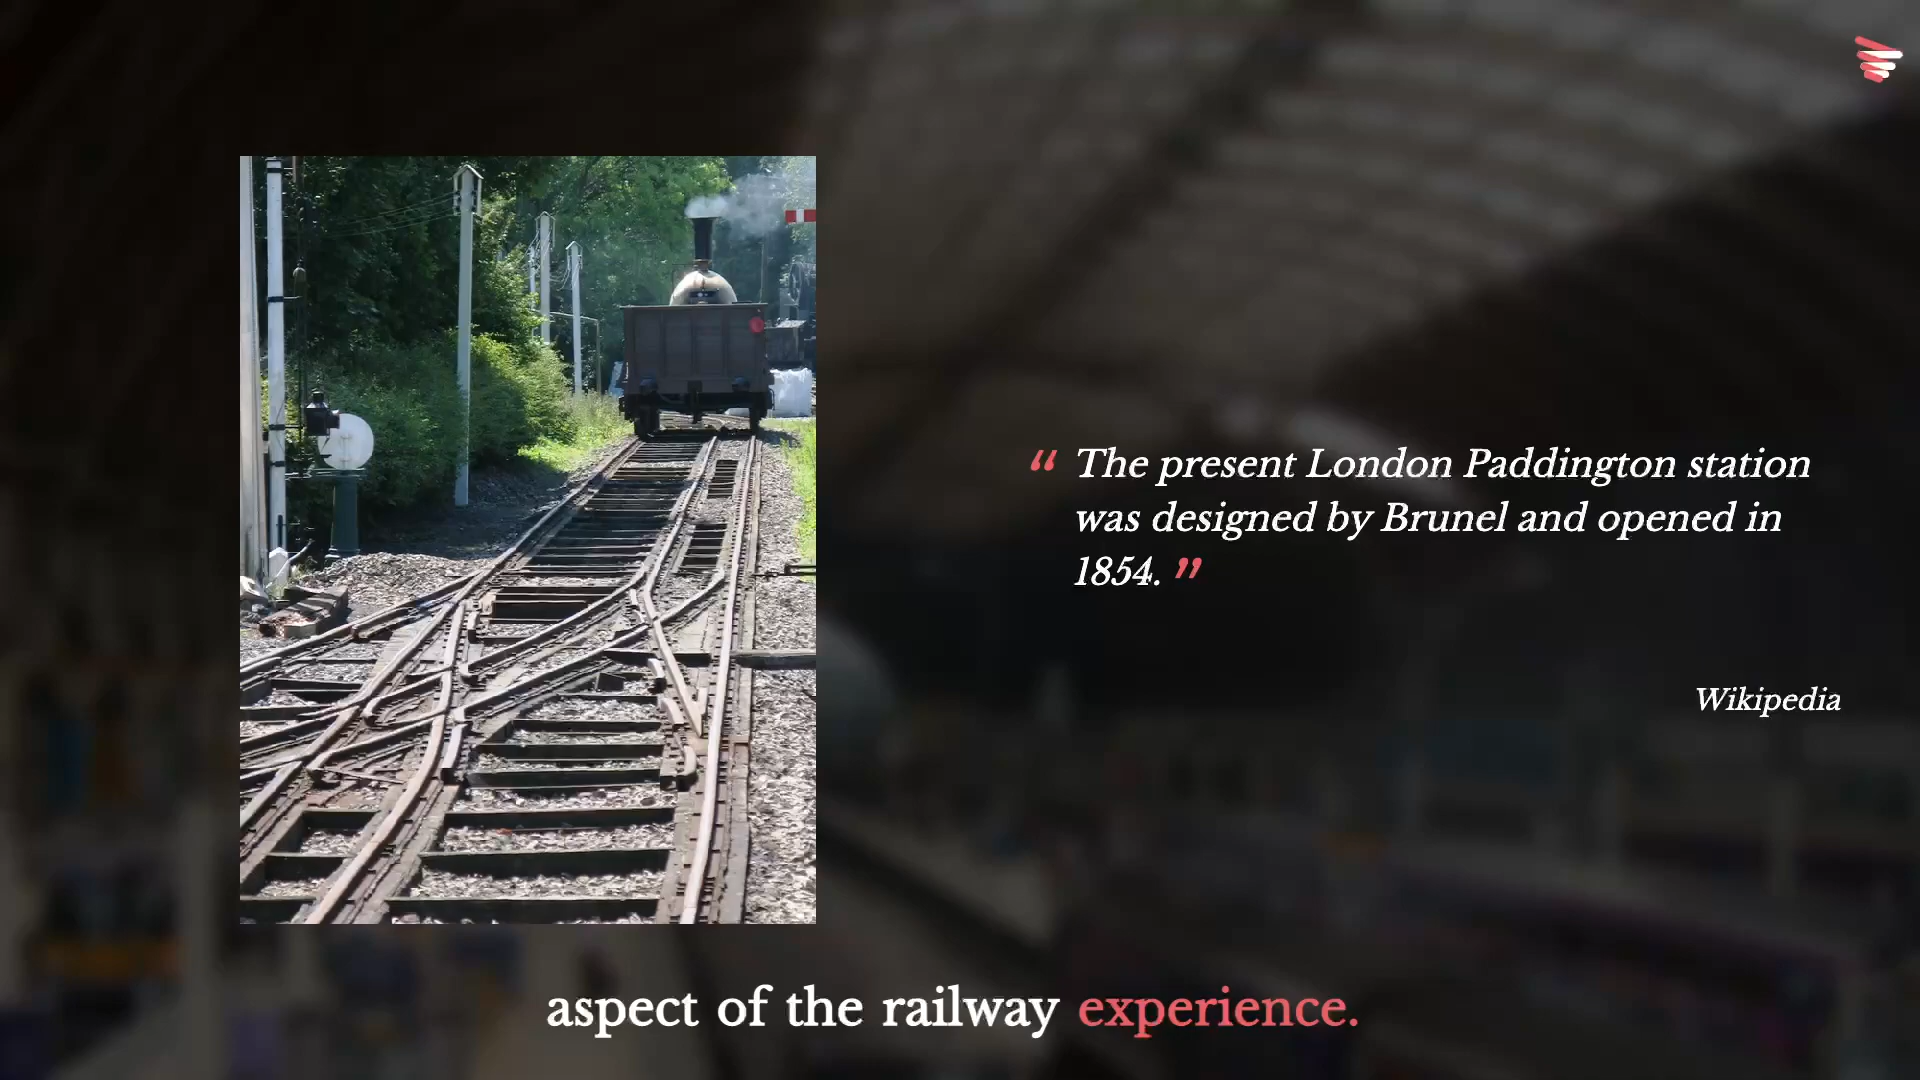 “ The present London Paddington station
was designed by Brunel and opened in
1854. ”
Wikipedia
aspect of the railway experience.